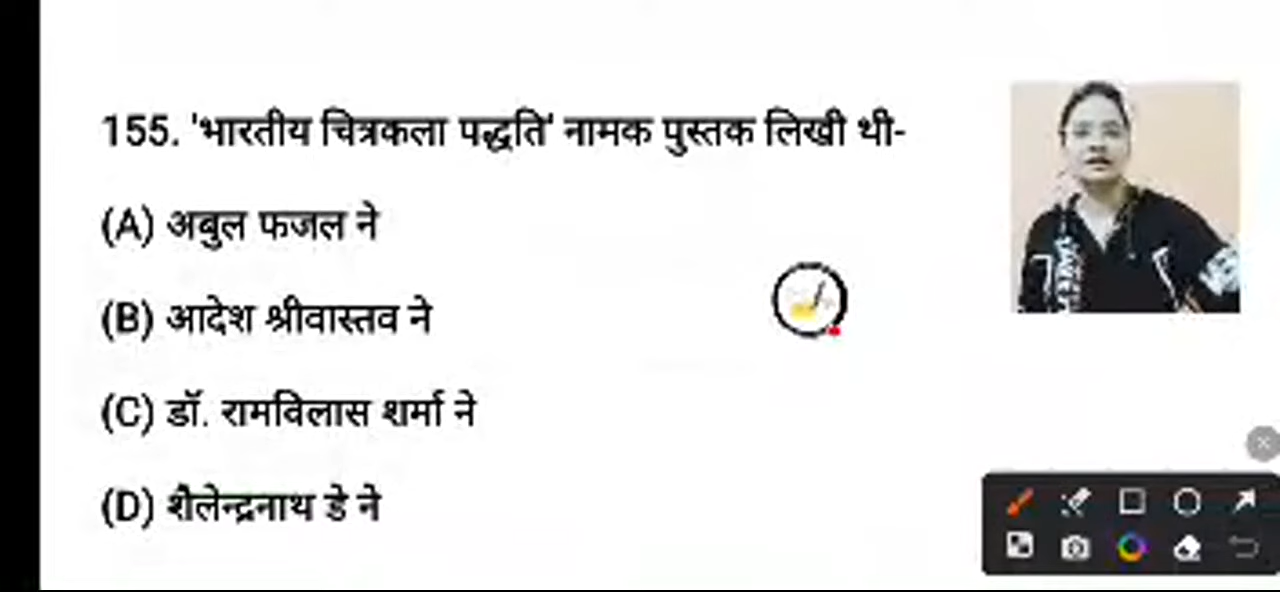 155. 'भारतीय चित्रकला पद्धति' नामक पुस्तक लिखी थी-
(A) अबुल फजल ने
(B) आदेश श्रीवास्तव ने
(C) डॉ. रामविलास शर्मा ने
(D) शैलेन्द्रनाथ डे ने